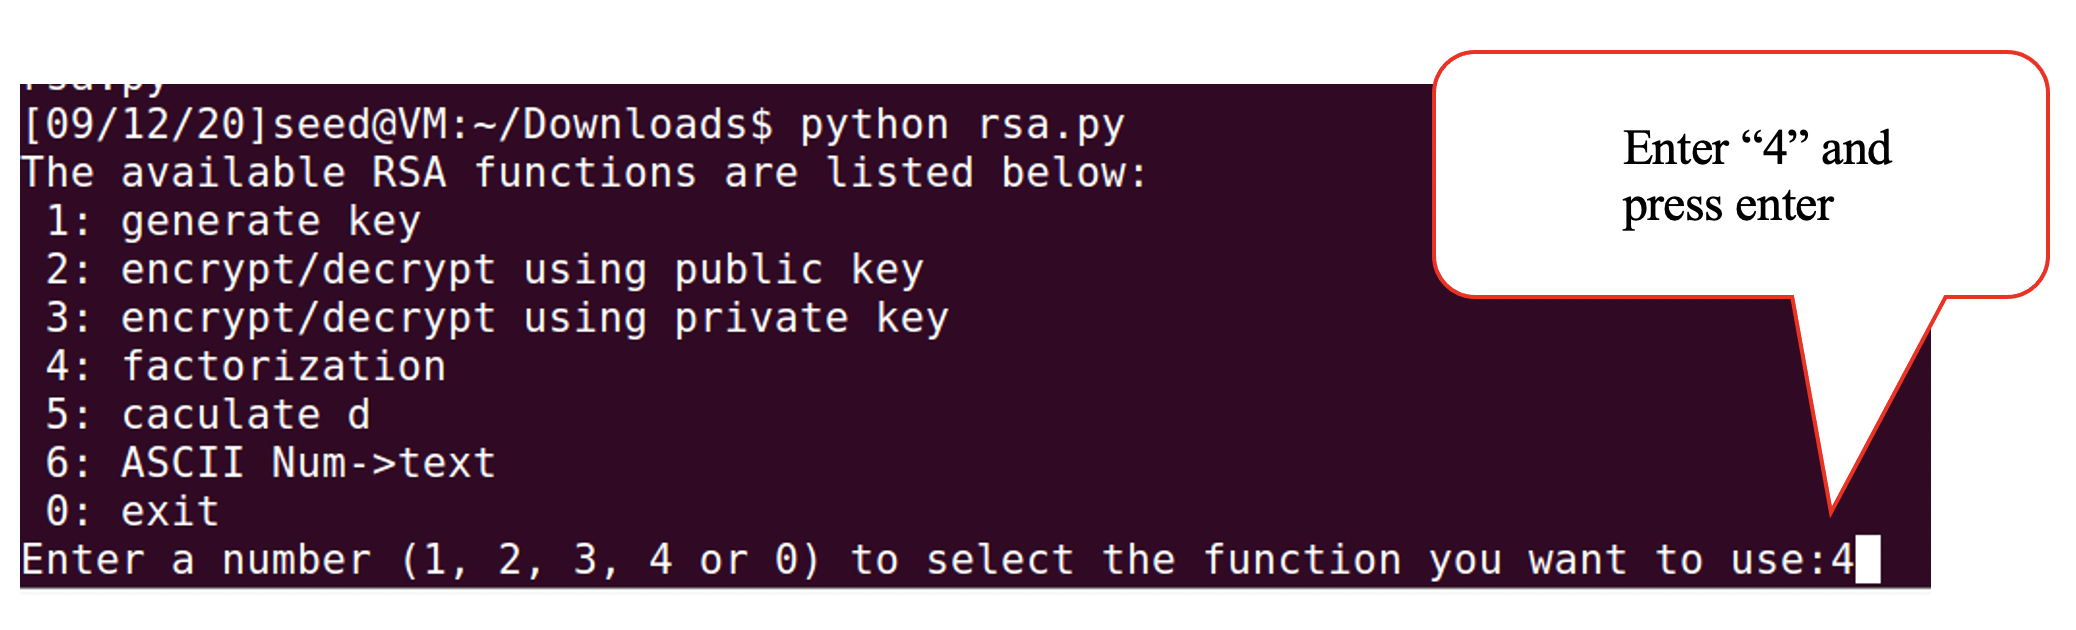 rsa.py
[09/12/20]seed@VM:~/Downloads$ python rsa.py
The available RSA functions are listed below:
1: generate key
2: encrypt/decrypt using public key
3: encrypt/decrypt using private key
4: factorization
5: caculate d
6: ASCII Num->text
0: exit
Enter a number (1, 2, 3, 4 or 0) to select the function you want to use:4
Enter “4” and
press enter